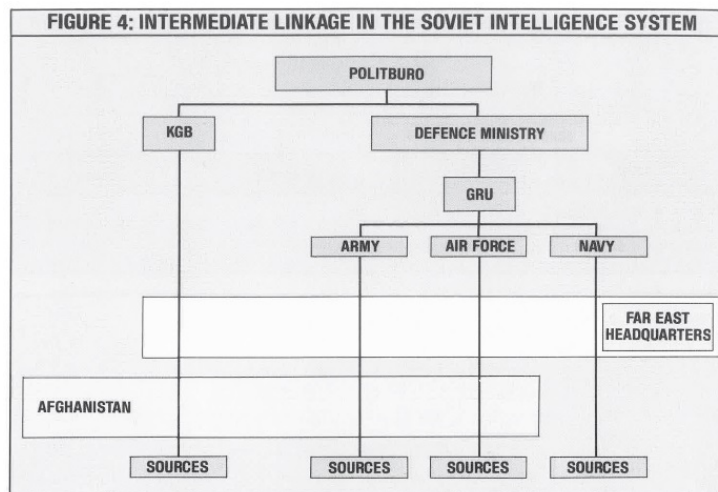 FIGURE 4: INTERMEDIATE LINKAGE IN THE SOVIET INTELLIGENCE SYSTEM
POLITBURO
KGB
DEFENCE MINISTRY
GRU
ARMY
AIR FORCE
NAVY
FAR EAST
HEADQUARTERS
AFGHANISTAN
SOURCES
SOURCES
SOURCES
SOURCES